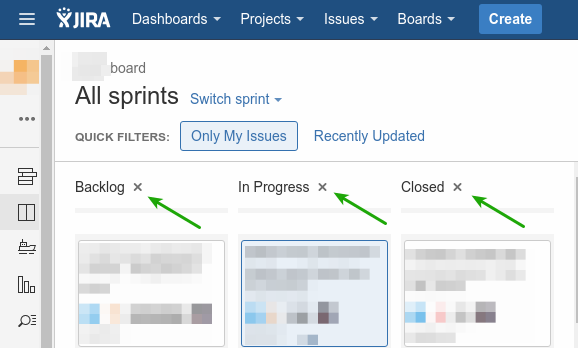 JIRA Dashboards Projects Issues Boards Create
board
All sprints Switch sprint
QUICK FILTERS: Only My Issues Recently Updated
Backlog × In Progress × Closed ×